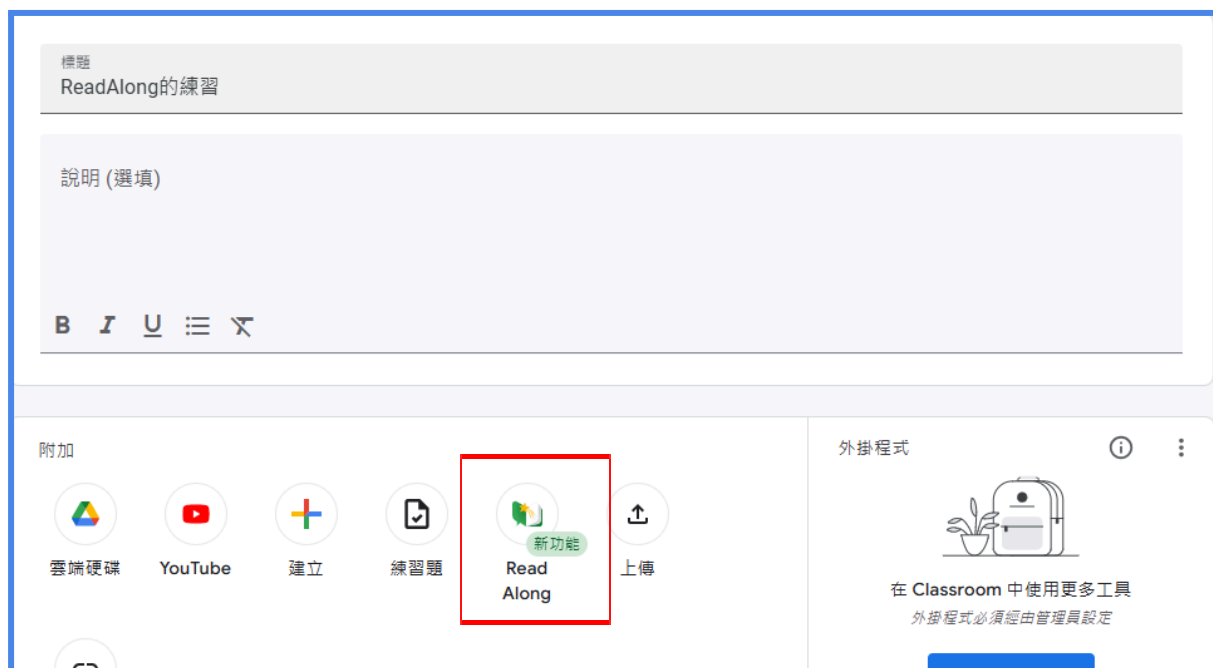 標題
ReadAlong的練習
說明 (選填)
B I U
附加
外掛程式
新功能
雲端硬碟 YouTube 建立 練習題 Read Along 上傳
在 Classroom 中使用更多工具
外掛程式必須經由管理員設定